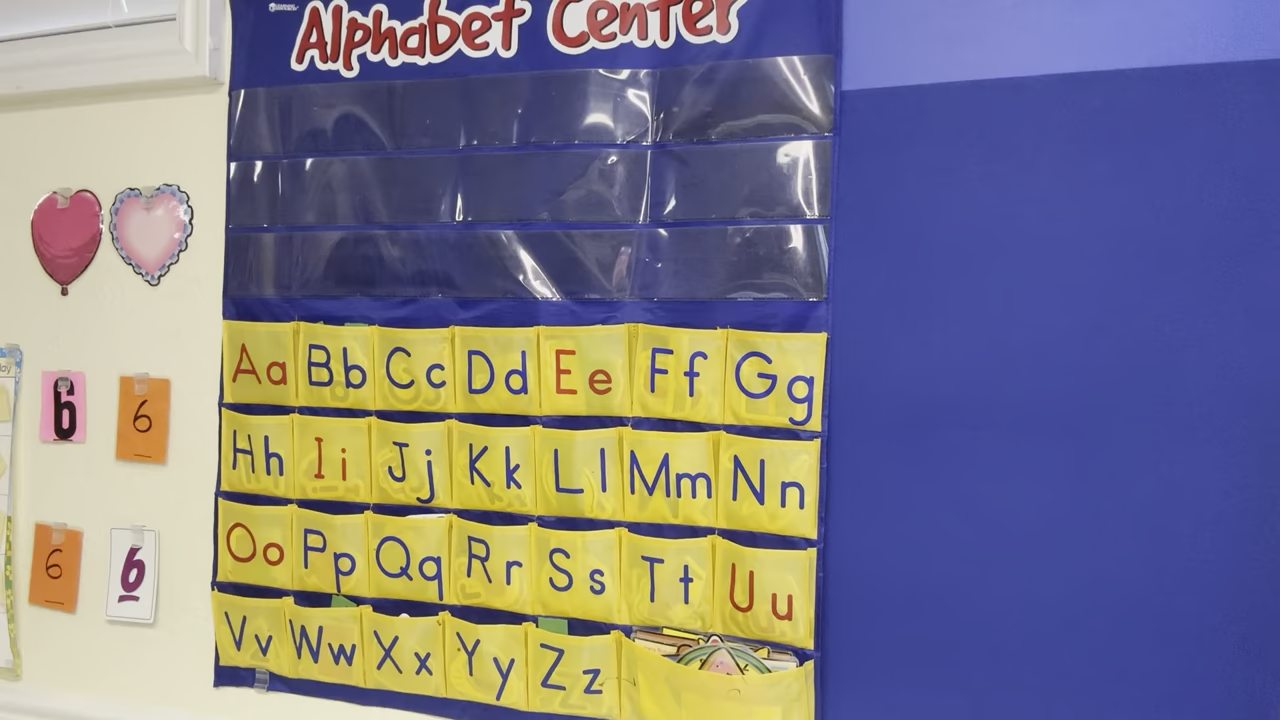 Alphabet Center
Aa Bb Cc Dd Ee Ff Gg
Hh Ii Jj Kk Ll Mm Nn
Oo Pp Qq Rr Ss Tt Uu
Vv Ww Xx Yy Zz
6 6
6 6